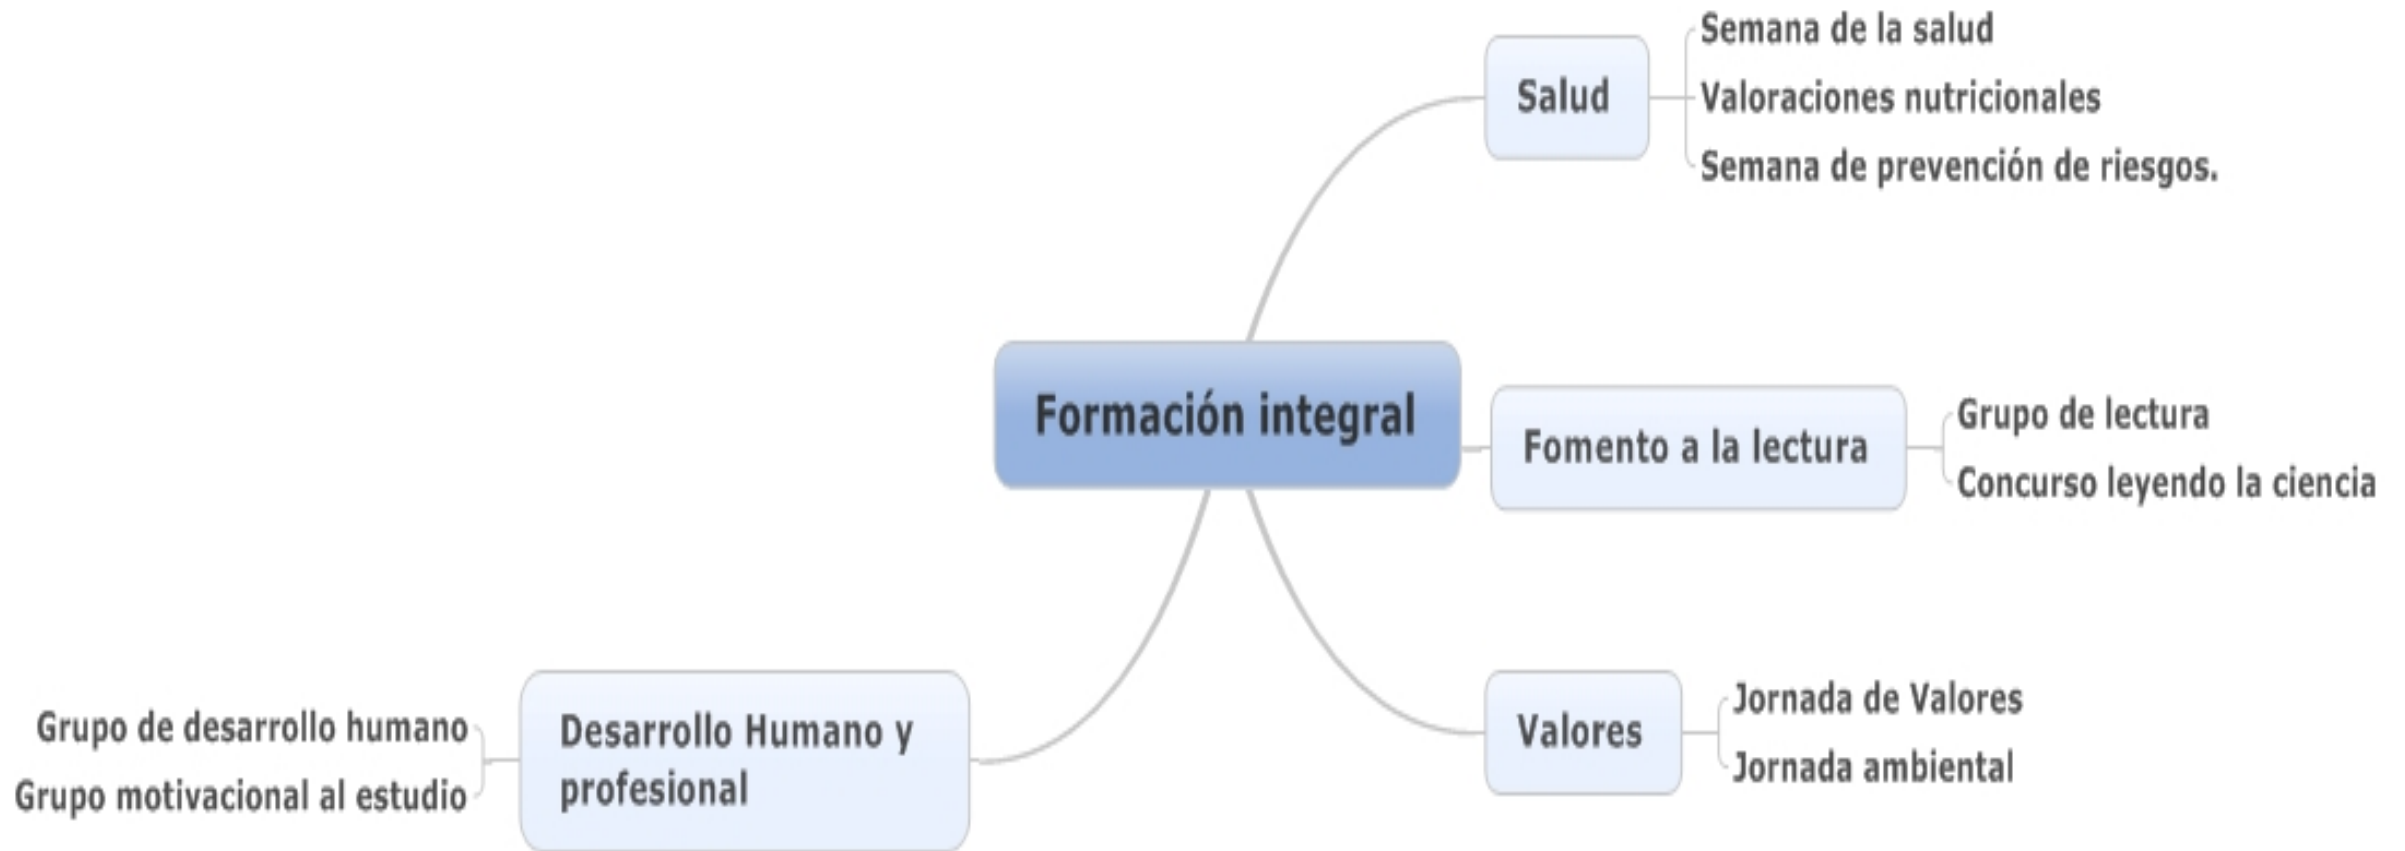 Semana de la salud
Salud
Valoraciones nutricionales
Semana de prevención de riesgos.
Formación integral
Fomento a la lectura
Grupo de lectura
Concurso leyendo la ciencia
Valores
Jornada de Valores
Jornada ambiental
Desarrollo Humano y
profesional
Grupo de desarrollo humano
Grupo motivacional al estudio